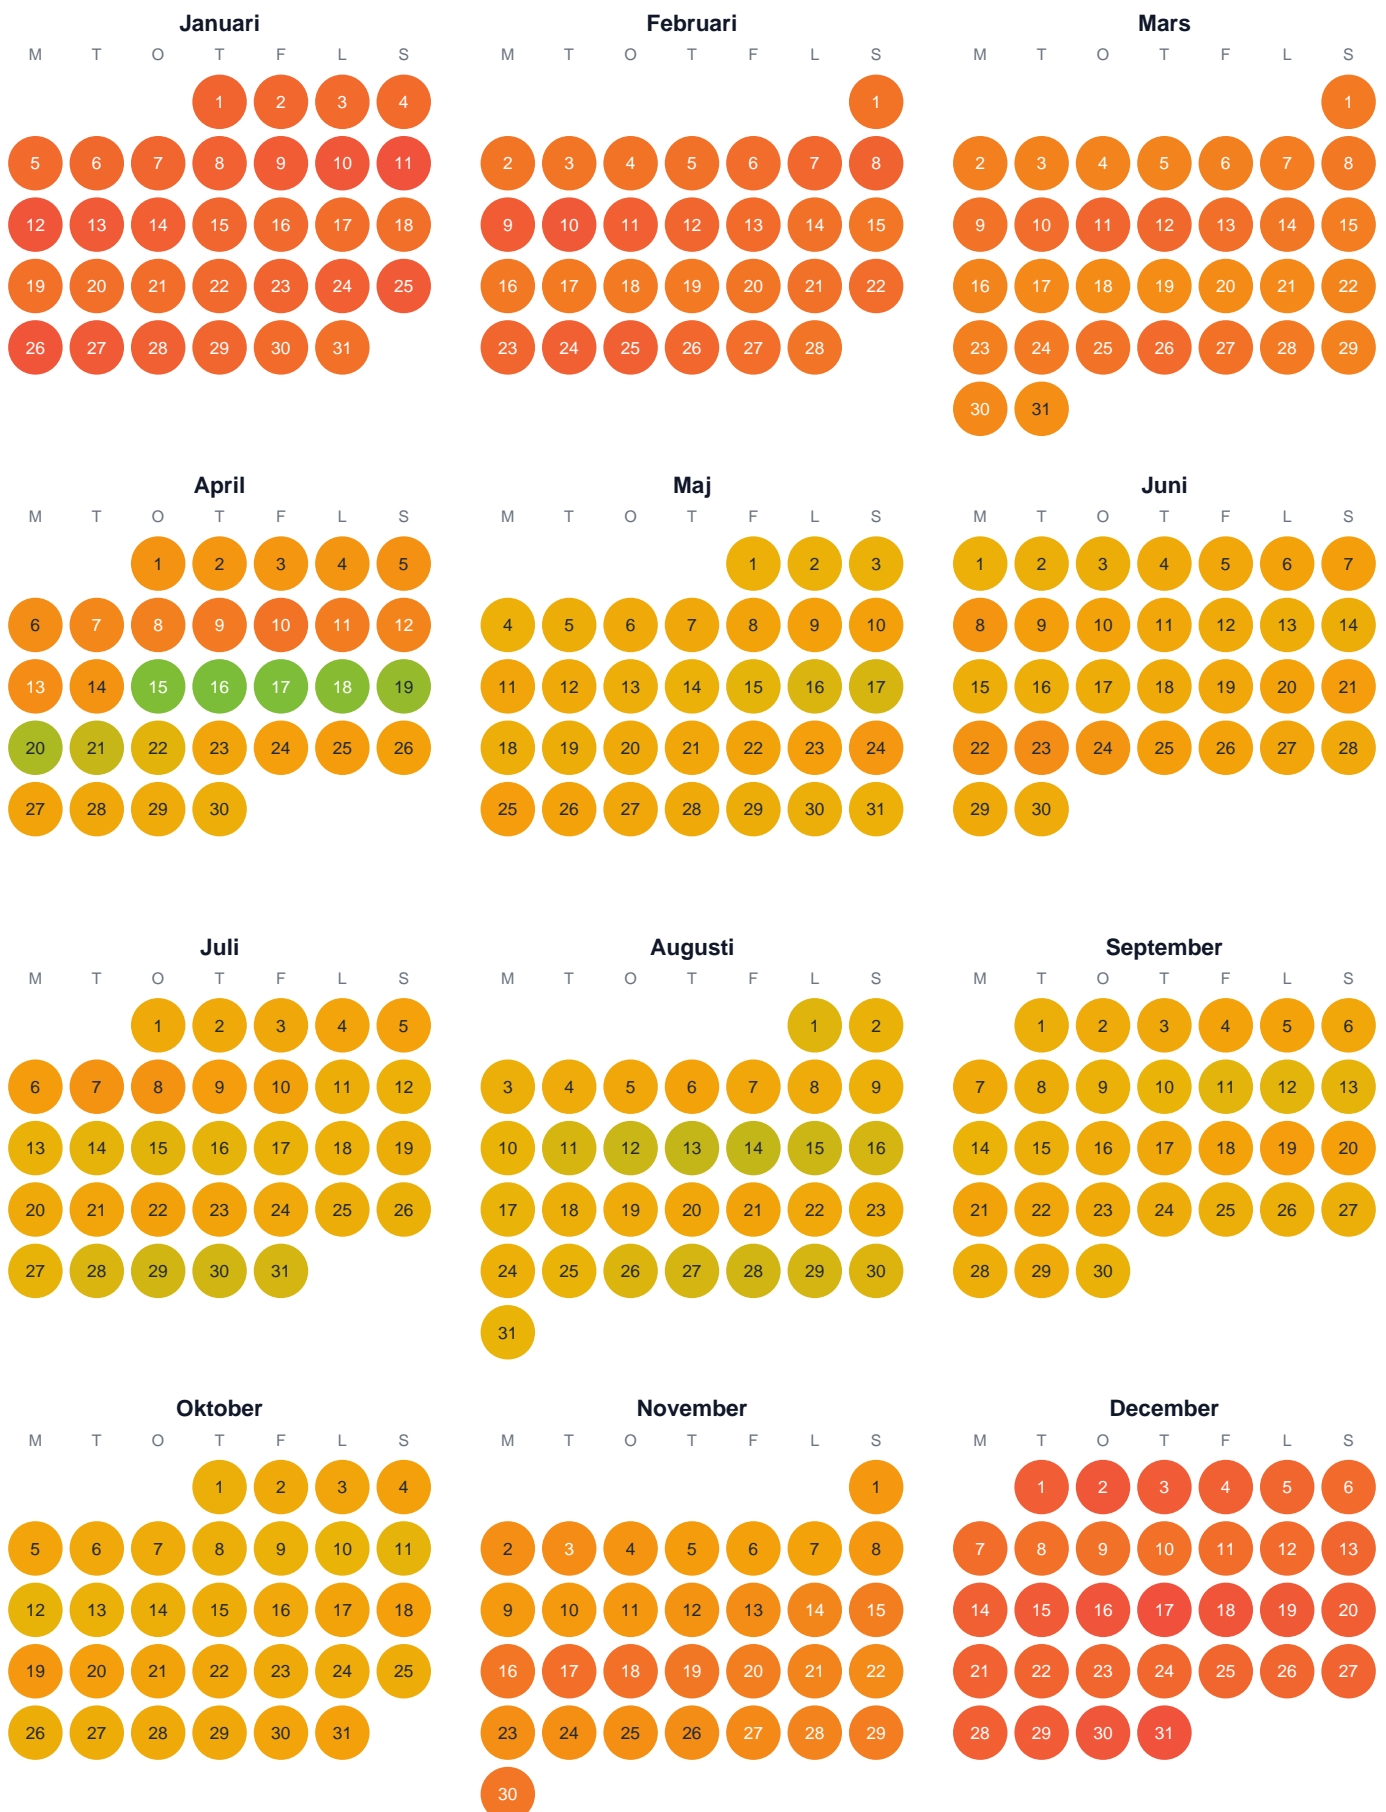 Januari Februari Mars
M T O T F L S M T O T F L S M T O T F L S
1 2 3 4 1 1
5 6 7 8 9 10 11 2 3 4 5 6 7 8 2 3 4 5 6 7 8
12 13 14 15 16 17 18 9 10 11 12 13 14 15 9 10 11 12 13 14 15
19 20 21 22 23 24 25 16 17 18 19 20 21 22 16 17 18 19 20 21 22
26 27 28 29 30 31 23 24 25 26 27 28 23 24 25 26 27 28 29
30 31
April Maj Juni
M T O T F L S M T O T F L S M T O T F L S
1 2 3 4 5 1 2 3 1 2 3 4 5 6 7
6 7 8 9 10 11 12 4 5 6 7 8 9 10 8 9 10 11 12 13 14
13 14 15 16 17 18 19 11 12 13 14 15 16 17 15 16 17 18 19 20 21
20 21 22 23 24 25 26 18 19 20 21 22 23 24 22 23 24 25 26 27 28
27 28 29 30 25 26 27 28 29 30 31 29 30
Juli Augusti September
M T O T F L S M T O T F L S M T O T F L S
1 2 3 4 5 1 2 1 2 3 4 5 6
6 7 8 9 10 11 12 3 4 5 6 7 8 9 7 8 9 10 11 12 13
13 14 15 16 17 18 19 10 11 12 13 14 15 16 14 15 16 17 18 19 20
20 21 22 23 24 25 26 17 18 19 20 21 22 23 21 22 23 24 25 26 27
27 28 29 30 31 24 25 26 27 28 29 30 28 29 30
31
Oktober November December
M T O T F L S M T O T F L S M T O T F L S
1 2 3 4 1 1 2 3 4 5 6
5 6 7 8 9 10 11 2 3 4 5 6 7 8 7 8 9 10 11 12 13
12 13 14 15 16 17 18 9 10 11 12 13 14 15 14 15 16 17 18 19 20
19 20 21 22 23 24 25 16 17 18 19 20 21 22 21 22 23 24 25 26 27
26 27 28 29 30 31 23 24 25 26 27 28 29 28 29 30 31
30